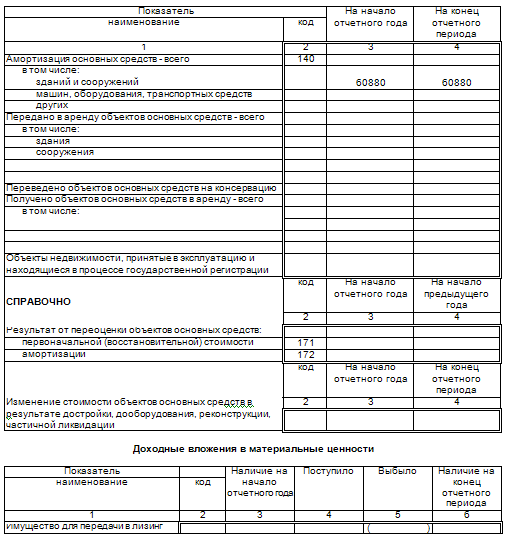 Показатель На начало отчетного года На конец отчетного периода
наименование код
1 2 3 4
Амортизация основных средств - всего 140
в том числе:
зданий и сооружений 60880 60880
машин, оборудования, транспортных средств
других
Передано в аренду объектов основных средств - всего
в том числе:
здания
сооружения
Переведено объектов основных средств на консервацию
Получено объектов основных средств в аренду - всего
в том числе:
Объекты недвижимости, принятые в эксплуатацию и
находящиеся в процессе государственной регистрации
СПРАВОЧНО код На начало отчетного года На начало предыдущего года
2 3 4
Результат от переоценки объектов основных средств:
первоначальной (восстановительной) стоимости 171
амортизации 172
код На начало отчетного года На конец отчетного периода
Изменение стоимости объектов основных средств в 2 3 4
результате достройки, дооборудования, реконструкции,
частичной ликвидации
Доходные вложения в материальные ценности
Показатель Наличие на начало отчетного года Поступило Выбыло Наличие на конец отчетного периода
наименование код
1 2 3 4 5 6
Имущество для передачи в лизинг ( )